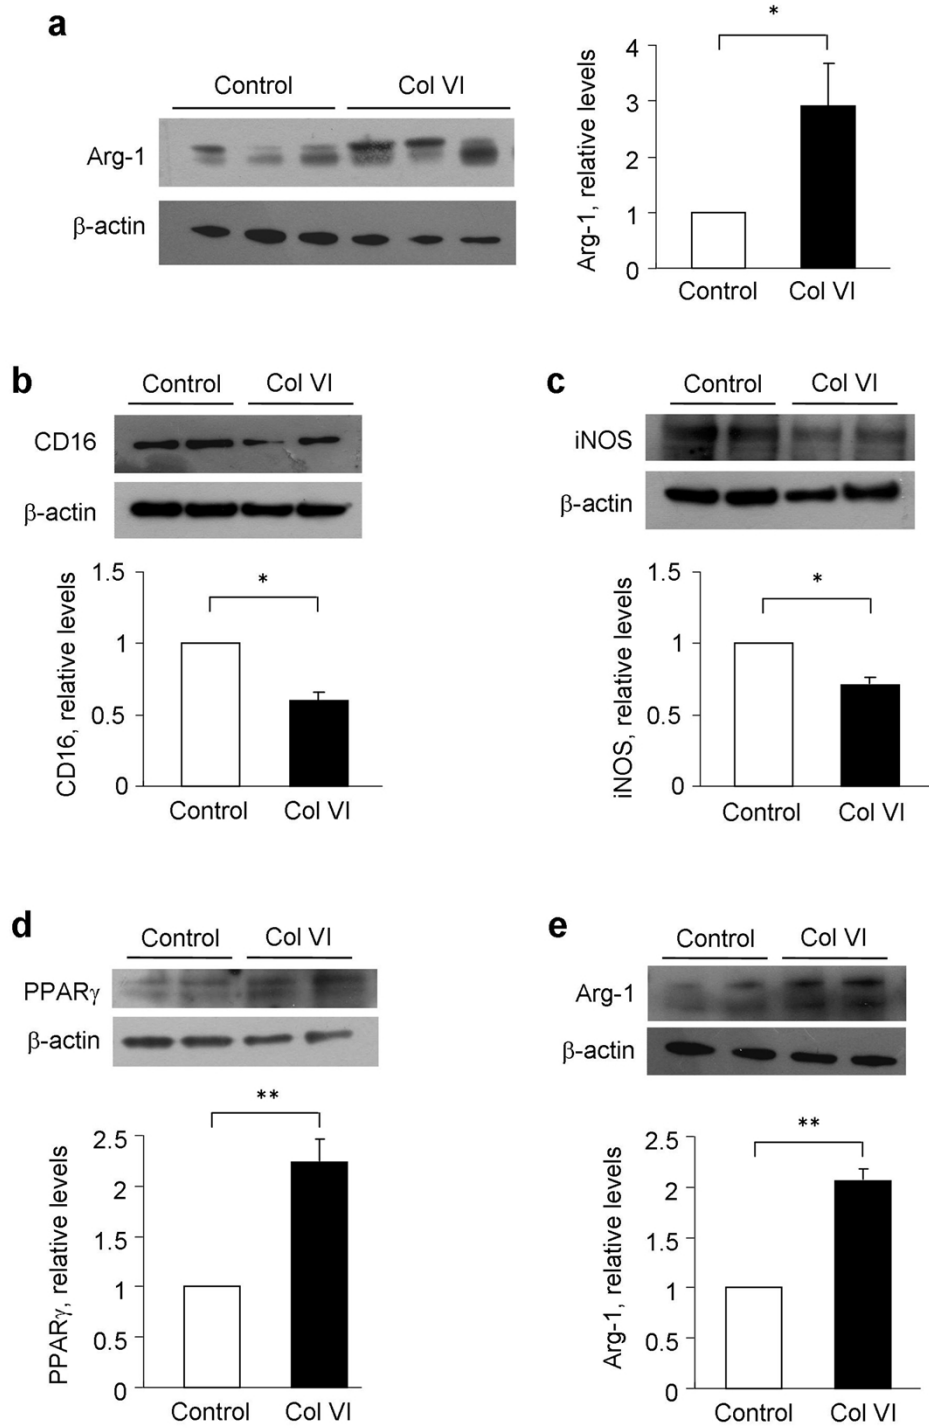 a
Control Col VI
Arg-1
β-actin
*
Arg-1, relative levels
4
3
2
1
0
Control Col VI
b
Control Col VI
CD16
β-actin
*
CD16, relative levels
1.5
1
0.5
0
Control Col VI
c
Control Col VI
iNOS
β-actin
*
iNOS, relative levels
1.5
1
0.5
0
Control Col VI
d
Control Col VI
PPARγ
β-actin
**
PPARγ, relative levels
2.5
2
1.5
1
0.5
0
Control Col VI
e
Control Col VI
Arg-1
β-actin
**
Arg-1, relative levels
2.5
2
1.5
1
0.5
0
Control Col VI